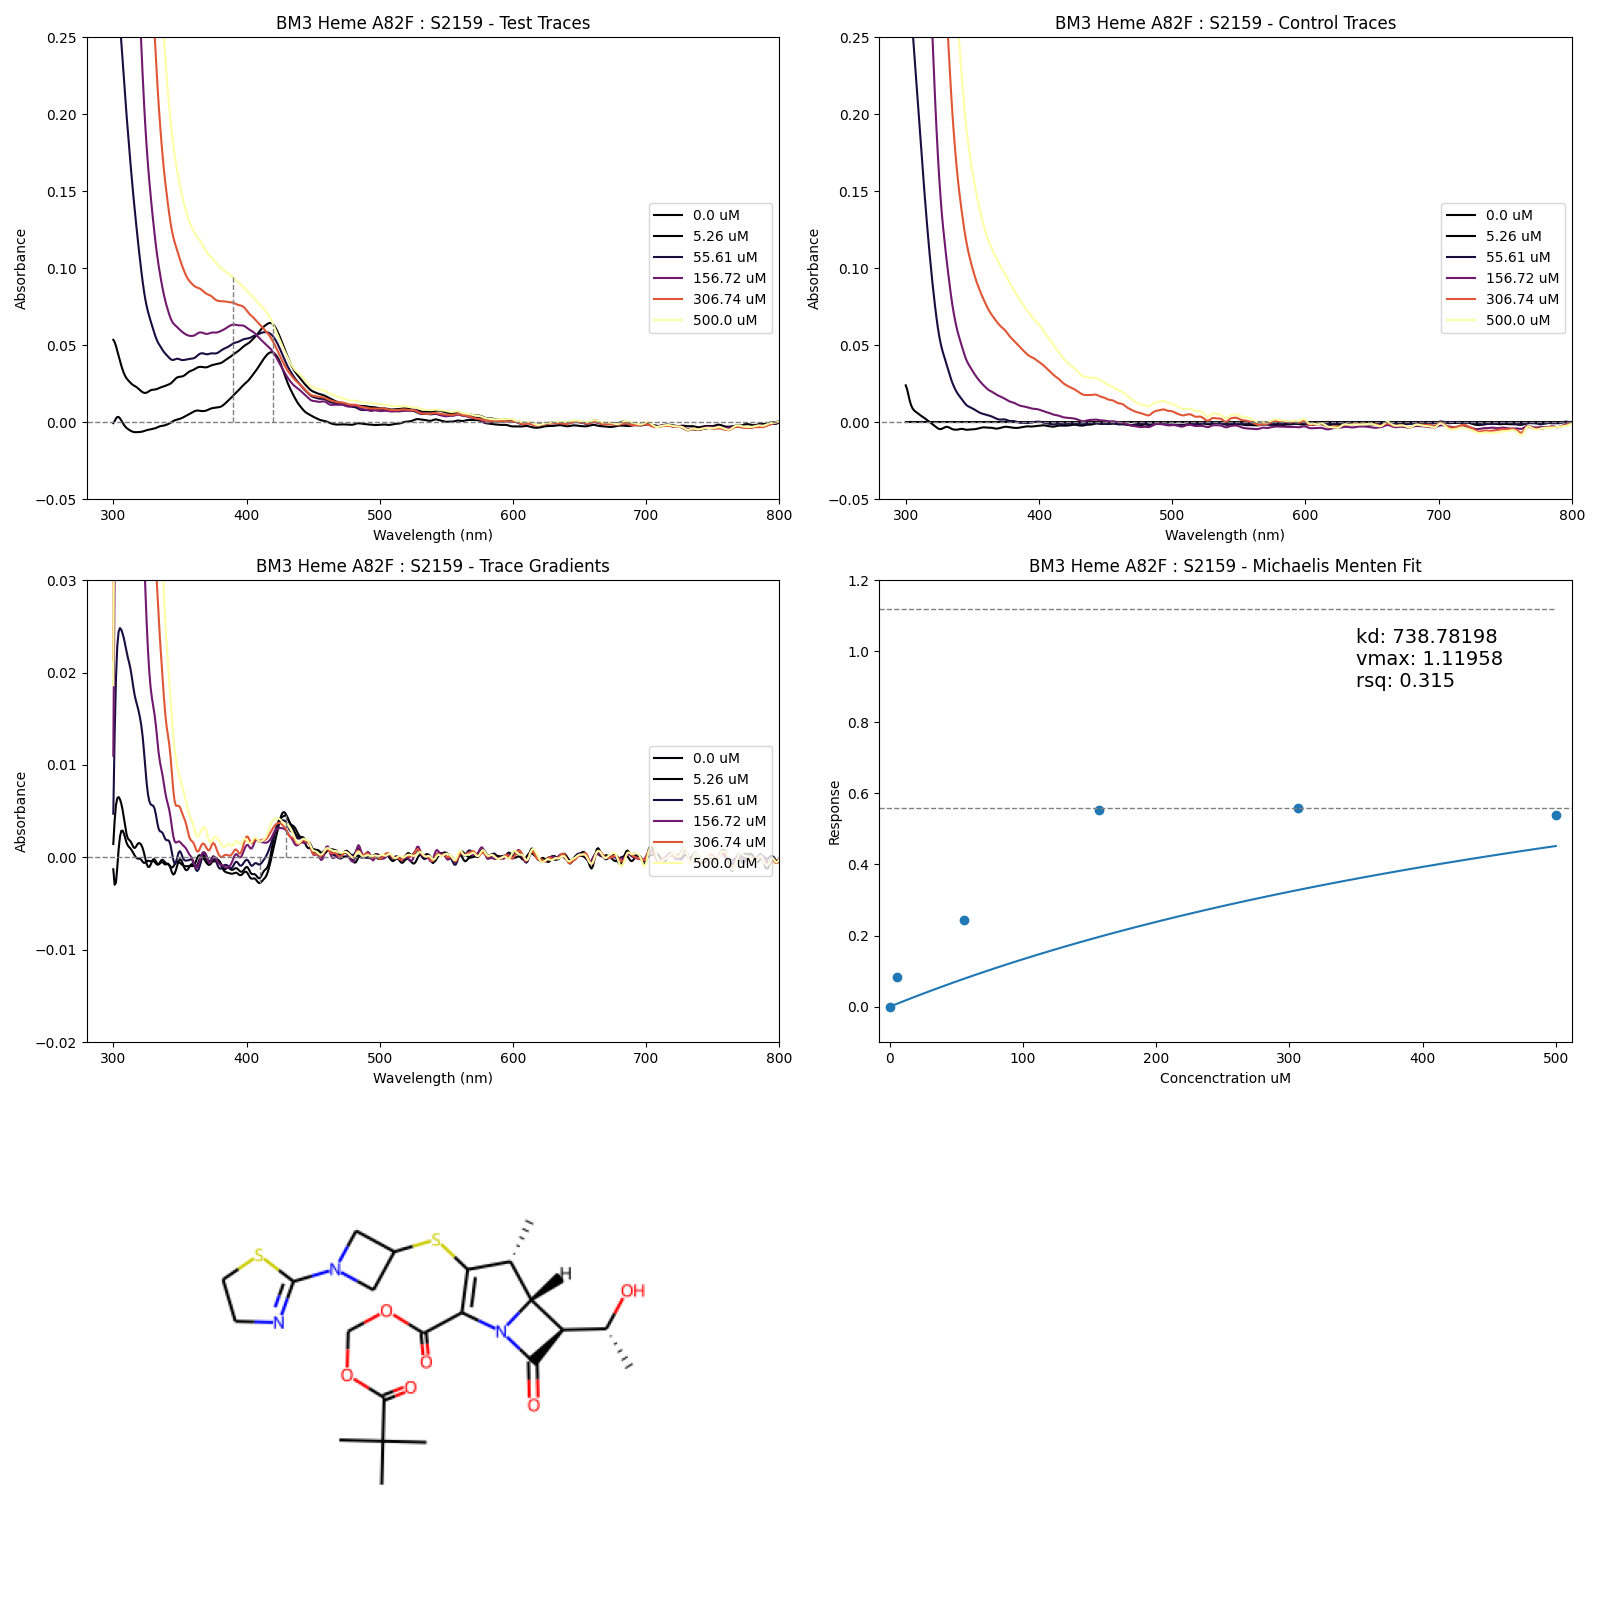 BM3 Heme A82F : S2159 - Test Traces
0.25
0.20
0.15
0.10
0.05
0.00
−0.05
Absorbance
300 400 500 600 700 800
Wavelength (nm)
0.0 uM
5.26 uM
55.61 uM
156.72 uM
306.74 uM
500.0 uM
BM3 Heme A82F : S2159 - Control Traces
0.25
0.20
0.15
0.10
0.05
0.00
−0.05
Absorbance
300 400 500 600 700 800
Wavelength (nm)
0.0 uM
5.26 uM
55.61 uM
156.72 uM
306.74 uM
500.0 uM
BM3 Heme A82F : S2159 - Trace Gradients
0.03
0.02
0.01
0.00
−0.01
−0.02
Absorbance
300 400 500 600 700 800
Wavelength (nm)
0.0 uM
5.26 uM
55.61 uM
156.72 uM
306.74 uM
500.0 uM
BM3 Heme A82F : S2159 - Michaelis Menten Fit
1.2
1.0
0.8
0.6
0.4
0.2
0.0
Response
0 100 200 300 400 500
Concenctration uM
kd: 738.78198
vmax: 1.11958
rsq: 0.315
S
N
N
S
H
OH
N
O
O
O
O
O